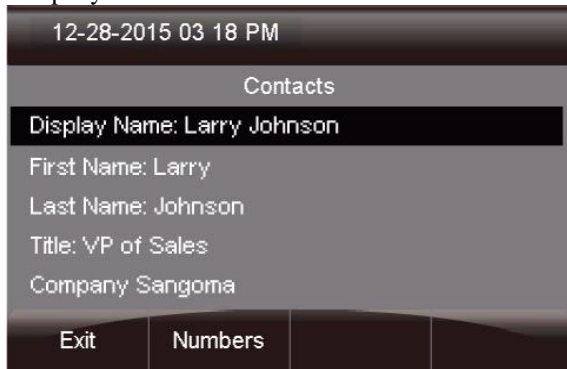 12-28-2015 03 18 PM
Contacts
Display Name: Larry Johnson
First Name: Larry
Last Name: Johnson
Title: VP of Sales
Company Sangoma
Exit Numbers